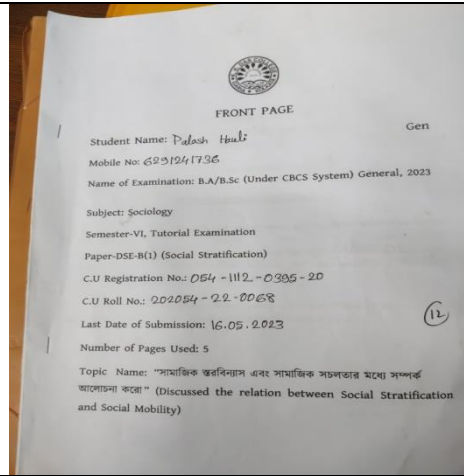 FRONT PAGE
Gen
Student Name: Palash Hauli
Mobile No: 6291241736
Name of Examination: B.A/B.Sc (Under CBCS System) General, 2023
Subject: Sociology
Semester-VI, Tutorial Examination
Paper-DSE-B(1) (Social Stratification)
C.U Registration No.: 054-1112-0395-20
C.U Roll No.: 202054-22-0068
Last Date of Submission: 16.05.2023
12
Number of Pages Used: 5
Topic Name: "সামাজিক স্তরবিন্যাস এবং সামাজিক সচলতার মধ্যে সম্পর্ক
আলোচনা করো" (Discussed the relation between Social Stratification
and Social Mobility)